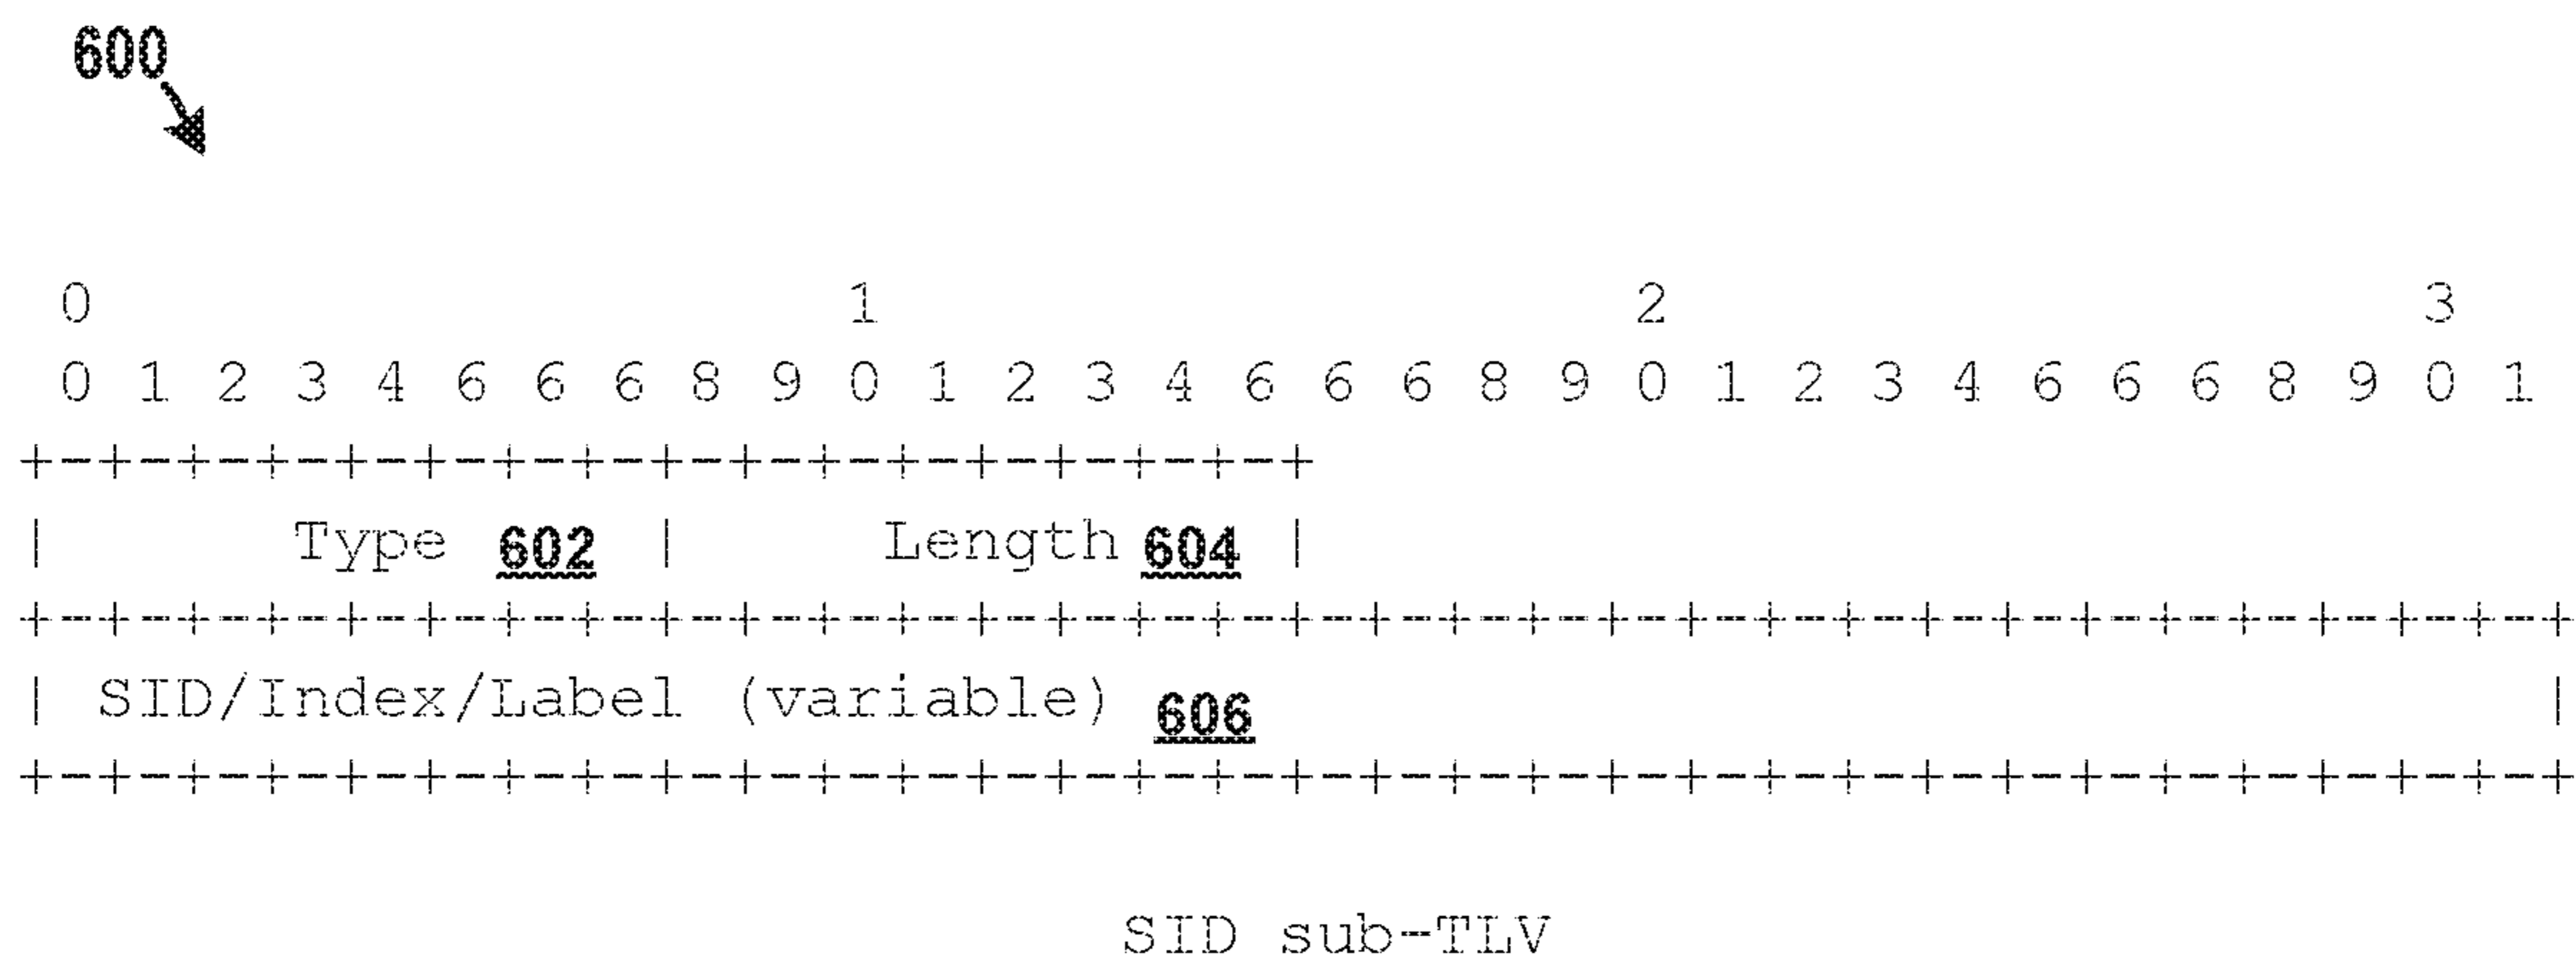 600
0 1 2 3
0 1 2 3 4 6 6 6 8 9 0 1 2 3 4 6 6 6 8 9 0 1 2 3 4 6 6 6 8 9 0 1
+-+-+-+-+-+-+-+-+-+-+-+-+-+-+-+-+
| Type 602 | Length 604 |
+-+-+-+-+-+-+-+-+-+-+-+-+-+-+-+-+-+-+-+-+-+-+-+-+-+-+-+-+-+-+-+-+
| SID/Index/Label (variable) 606 |
+-+-+-+-+-+-+-+-+-+-+-+-+-+-+-+-+-+-+-+-+-+-+-+-+-+-+-+-+-+-+-+-+
SID sub-TLV